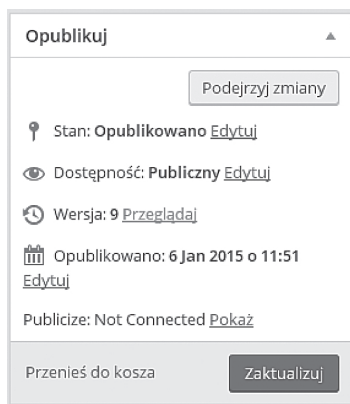 Opublikuj
Podejrzyj zmiany
Stan: Opublikowano Edytuj
Dostępność: Publiczny Edytuj
Wersja: 9 Przeglądaj
Opublikowano: 6 Jan 2015 o 11:51
Edytuj
Publicize: Not Connected Pokaż
Przenieś do kosza
Zaktualizuj